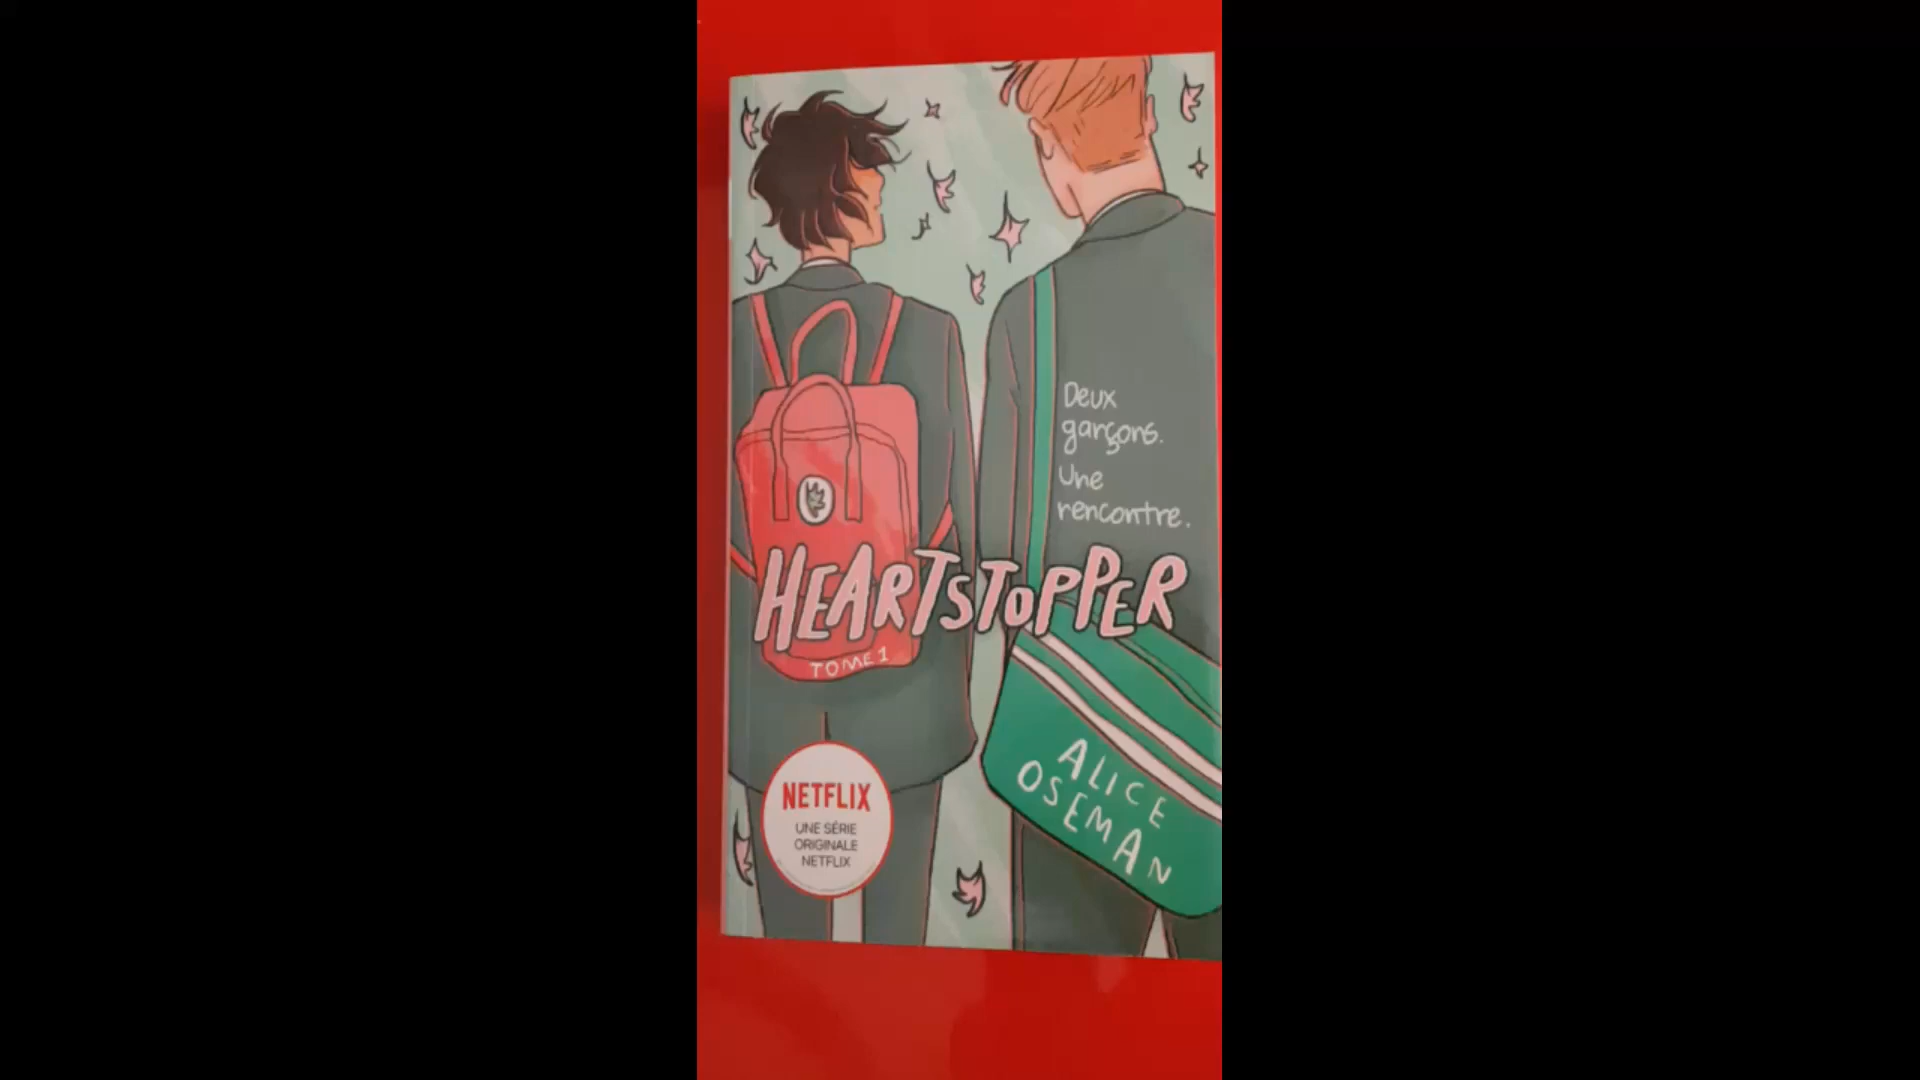 Deux
garçons.
Une
rencontre.
HEARTSTOPPER
TOME 1
NETFLIX
UNE SÉRIE
ORIGINALE
NETFLIX
ALICE
OSEMAN